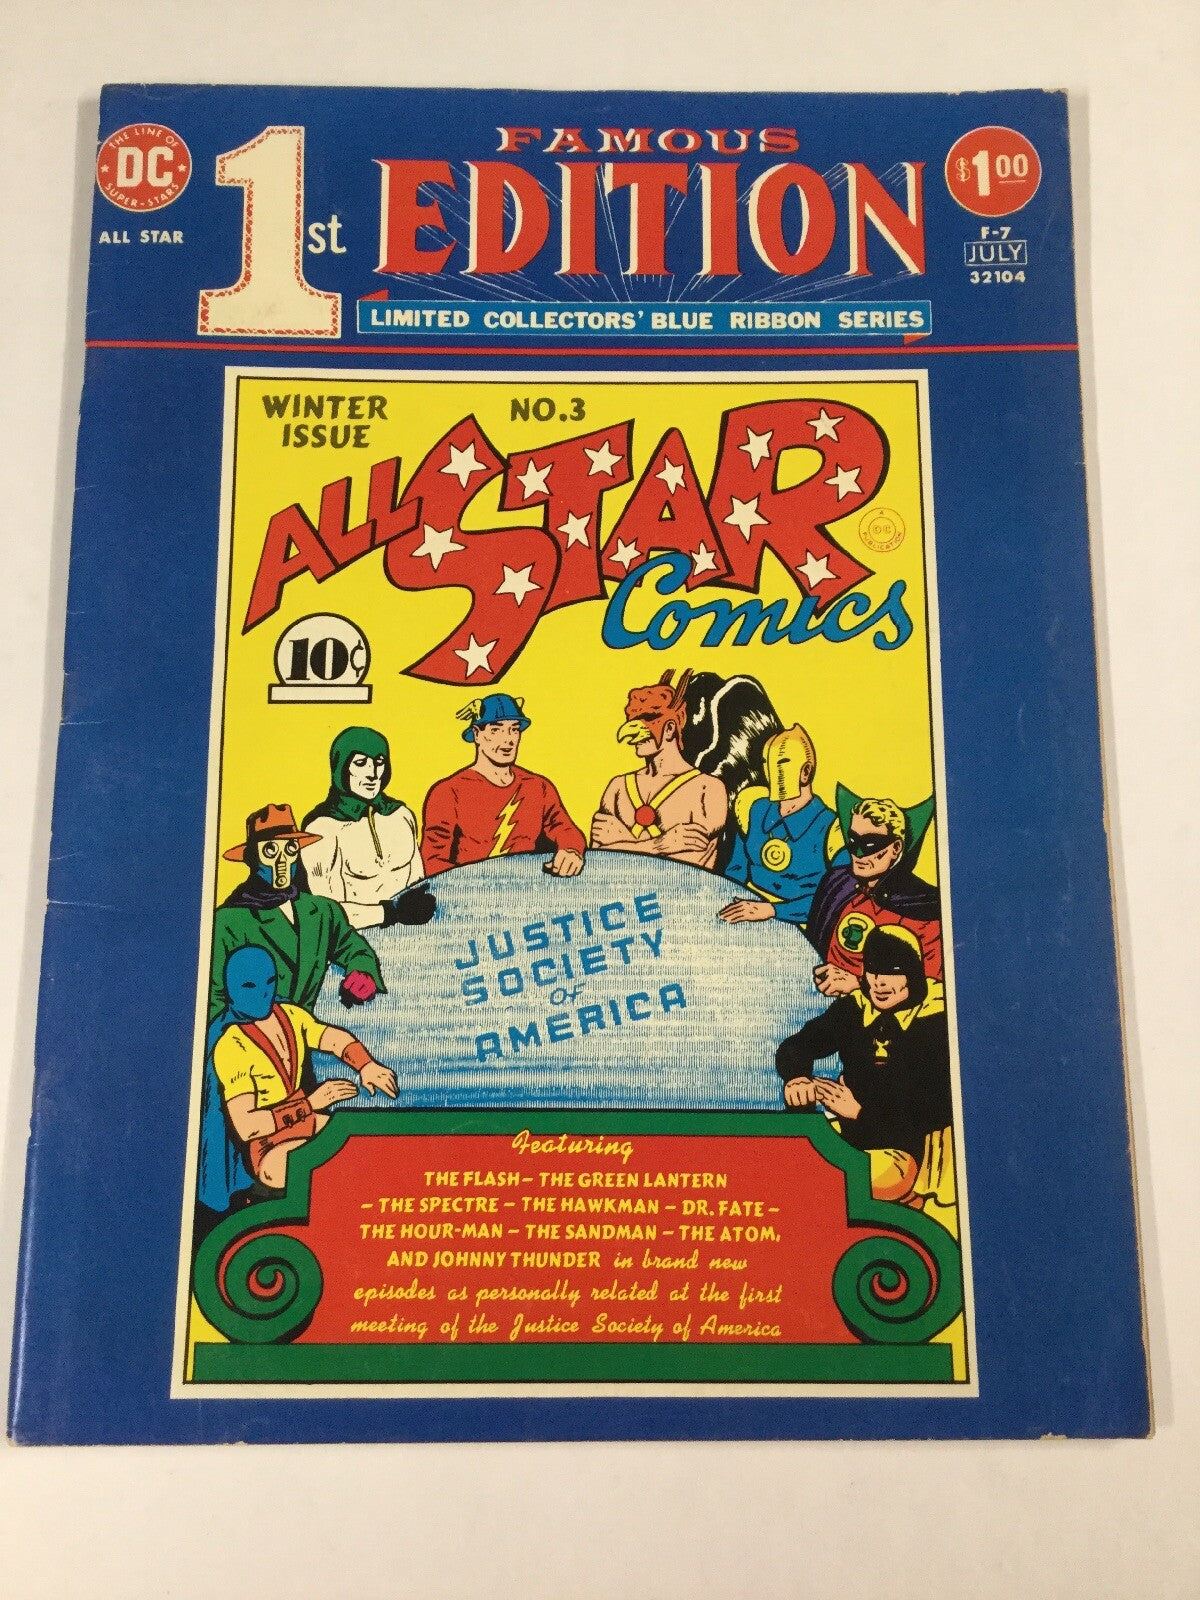 THE LINE OF
DC
SUPER-STARS
ALL STAR
1st
FAMOUS
EDITION
LIMITED COLLECTORS' BLUE RIBBON SERIES
$1.00
F-7
JULY
32104
WINTER
ISSUE
NO.3
ALL STAR
Comics
A
DC
PUBLICATION
10¢
JUSTICE
SOCIETY
OF
AMERICA
Featuring
THE FLASH – THE GREEN LANTERN
– THE SPECTRE – THE HAWKMAN – DR. FATE –
THE HOUR-MAN – THE SANDMAN – THE ATOM,
AND JOHNNY THUNDER in brand new
episodes as personally related at the first
meeting of the Justice Society of America